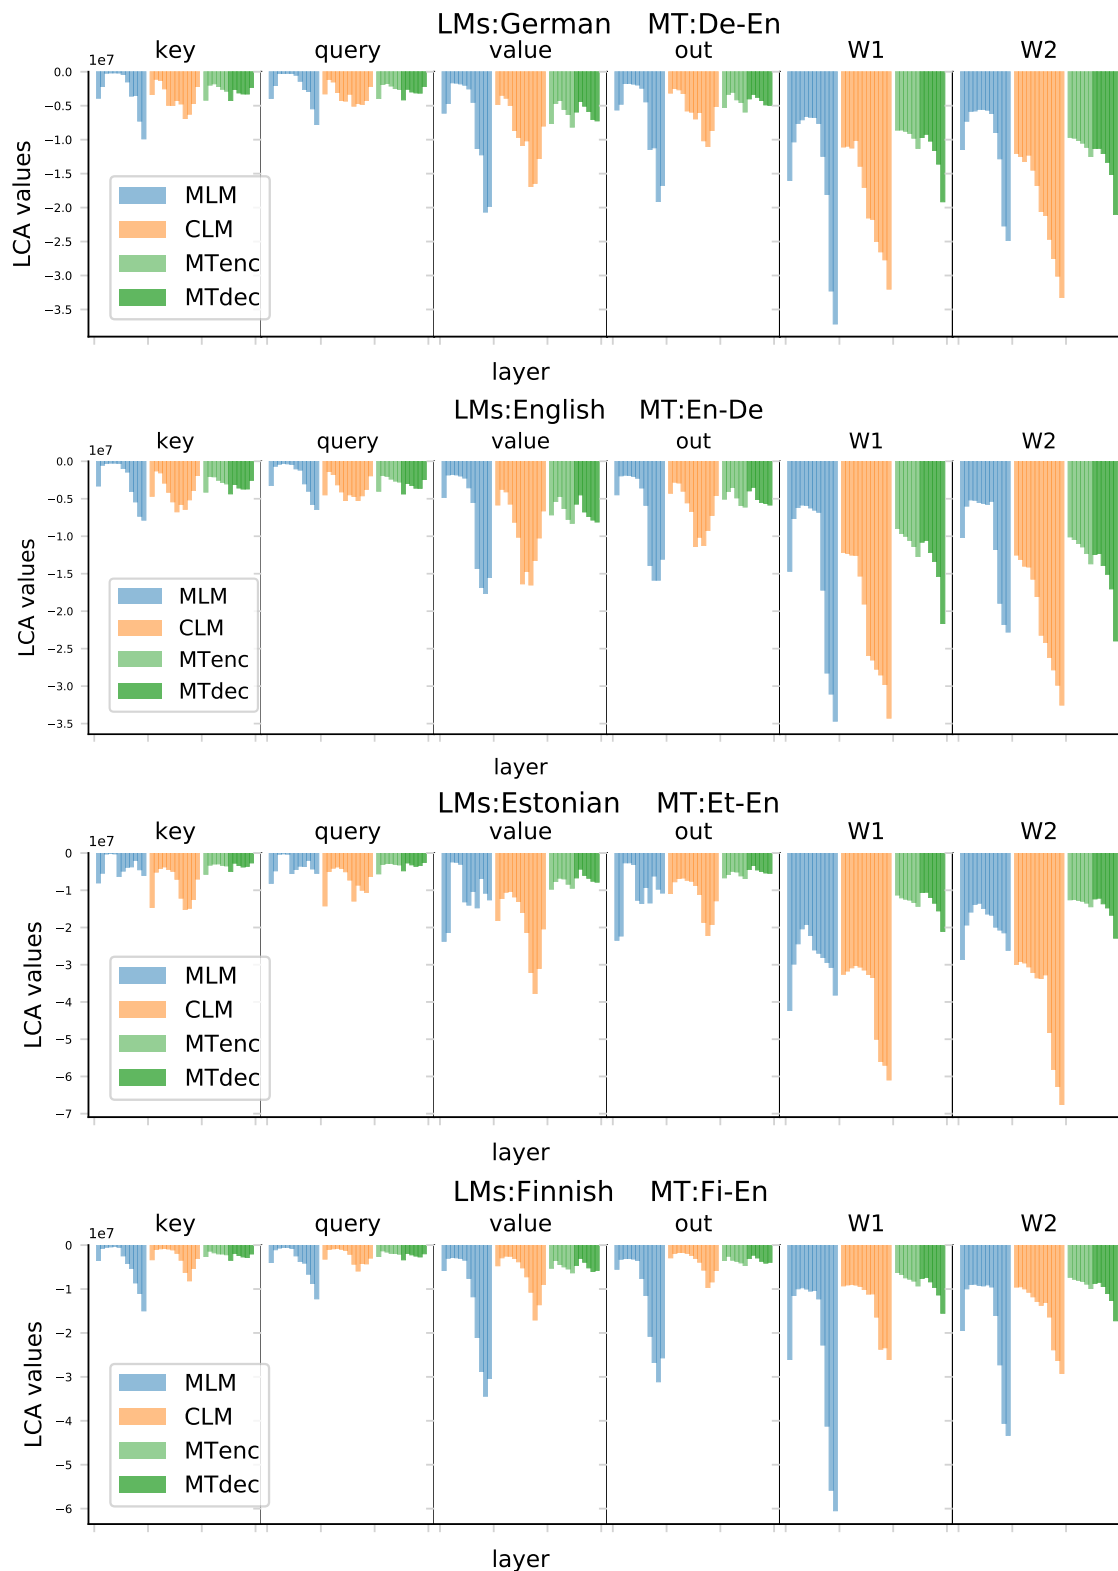 LMs:German MT:De-En
key query value out W1 W2
1e7
0.0
−0.5
−1.0
−1.5
−2.0
−2.5
−3.0
−3.5
LCA values
MLM
CLM
MTenc
MTdec
layer
LMs:English MT:En-De
key query value out W1 W2
1e7
0.0
−0.5
−1.0
−1.5
−2.0
−2.5
−3.0
−3.5
LCA values
MLM
CLM
MTenc
MTdec
layer
LMs:Estonian MT:Et-En
key query value out W1 W2
1e7
0
−1
−2
−3
−4
−5
−6
−7
LCA values
MLM
CLM
MTenc
MTdec
layer
LMs:Finnish MT:Fi-En
key query value out W1 W2
1e7
0
−1
−2
−3
−4
−5
−6
LCA values
MLM
CLM
MTenc
MTdec
layer